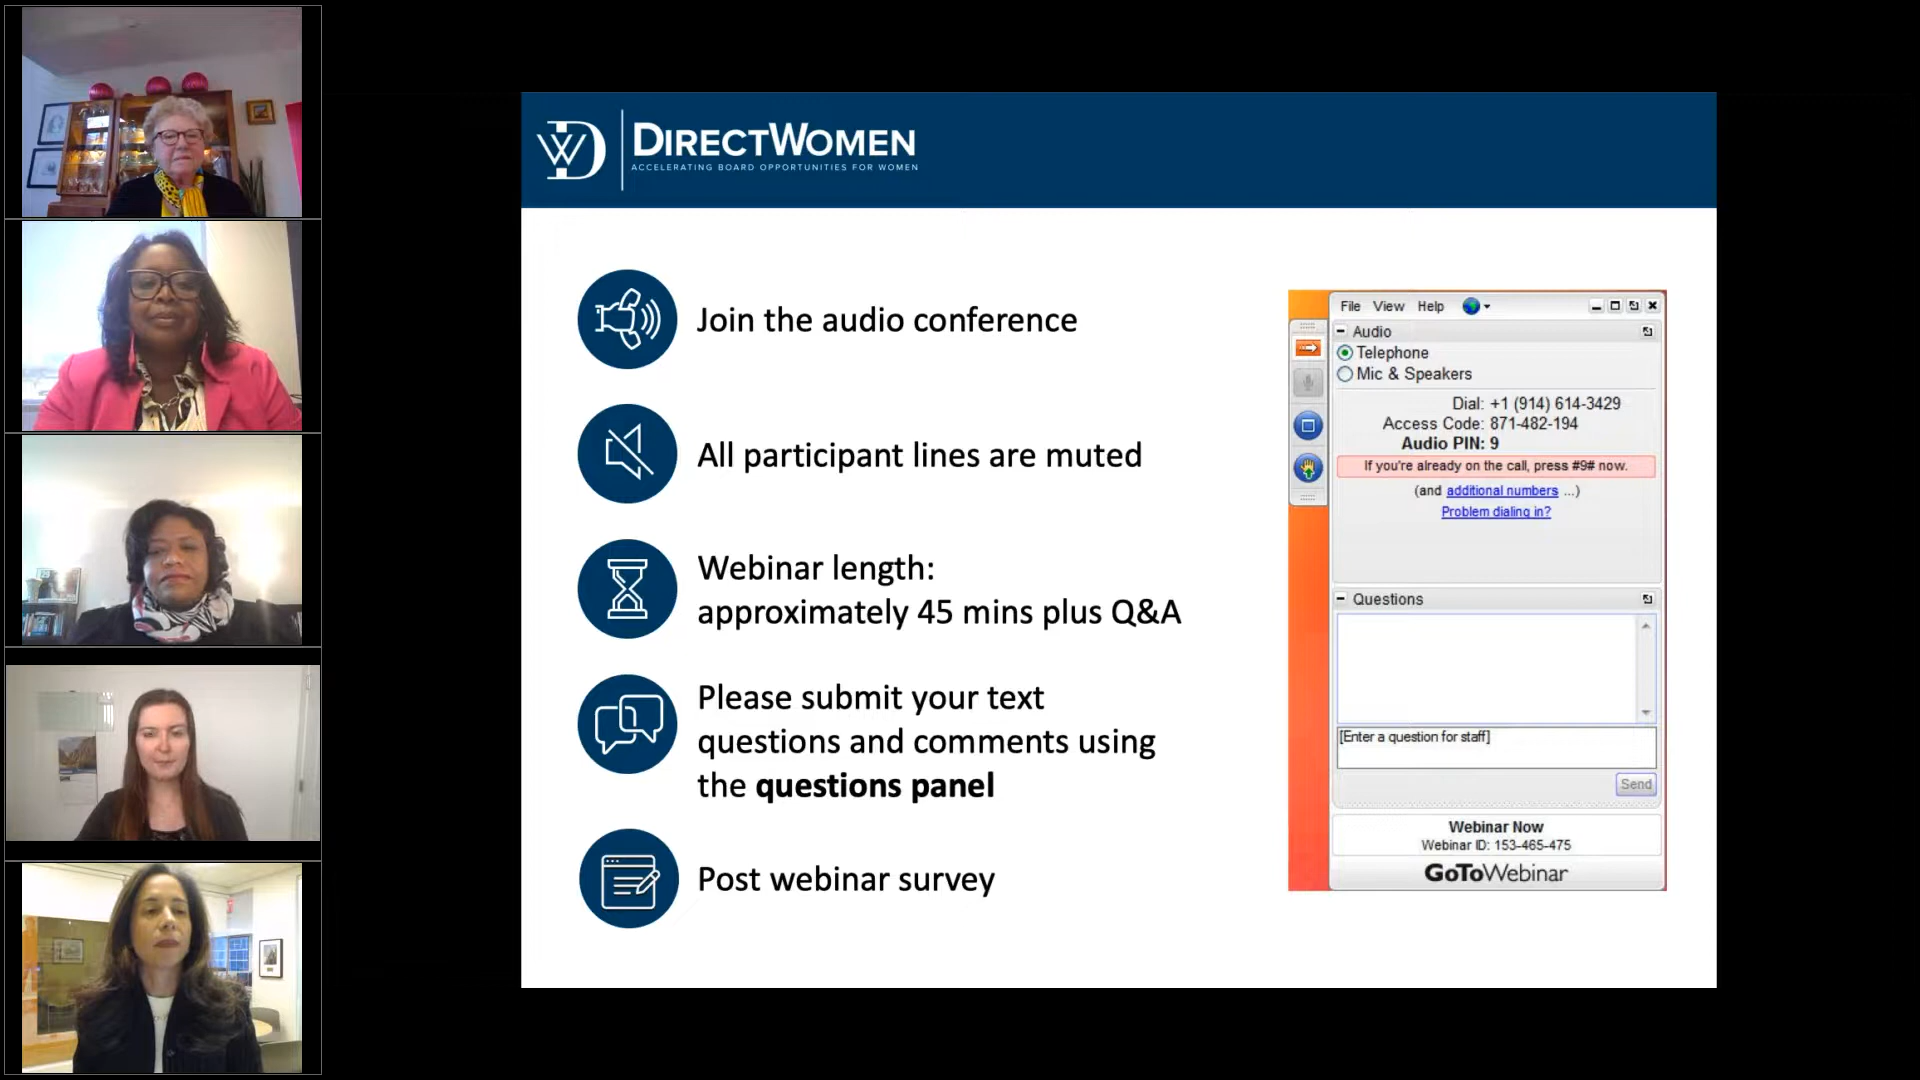 DIRECTWOMEN
ACCELERATING BOARD OPPORTUNITIES FOR WOMEN
Join the audio conference
All participant lines are muted
Webinar length:
approximately 45 mins plus Q&A
Please submit your text
questions and comments using
the questions panel
Post webinar survey
File View Help
Audio
Telephone
Mic & Speakers
Dial: +1 (914) 614-3429
Access Code: 871-482-194
Audio PIN: 9
If you're already on the call, press #9# now.
(and additional numbers ...)
Problem dialing in?
Questions
[Enter a question for staff]
Send
Webinar Now
Webinar ID: 153-465-475
GoToWebinar